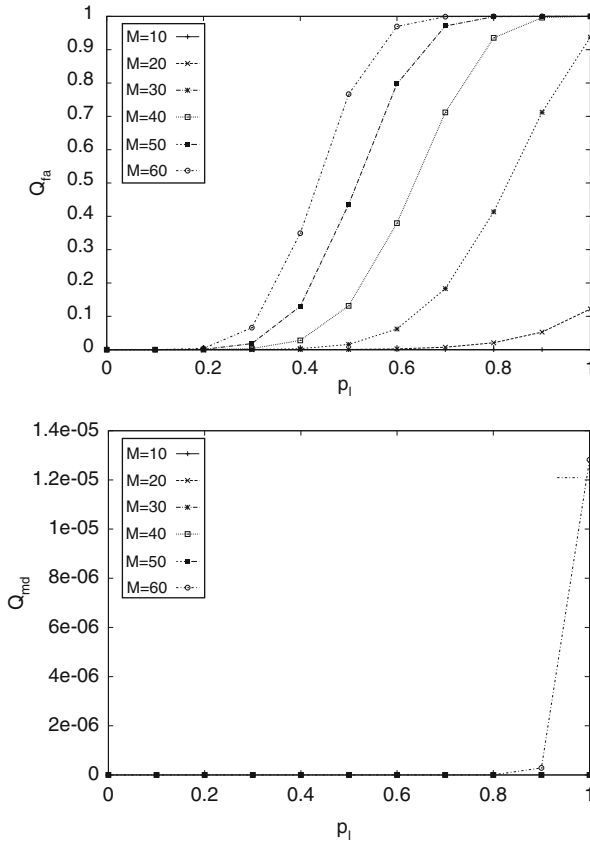 1
0.9
0.8
0.7
0.6
0.5
0.4
0.3
0.2
0.1
0
Q_fa
M=10
M=20
M=30
M=40
M=50
M=60
0 0.2 0.4 0.6 0.8 1
p_l
1.4e-05
1.2e-05
1e-05
8e-06
6e-06
4e-06
2e-06
0
Q_md
M=10
M=20
M=30
M=40
M=50
M=60
0 0.2 0.4 0.6 0.8 1
p_l